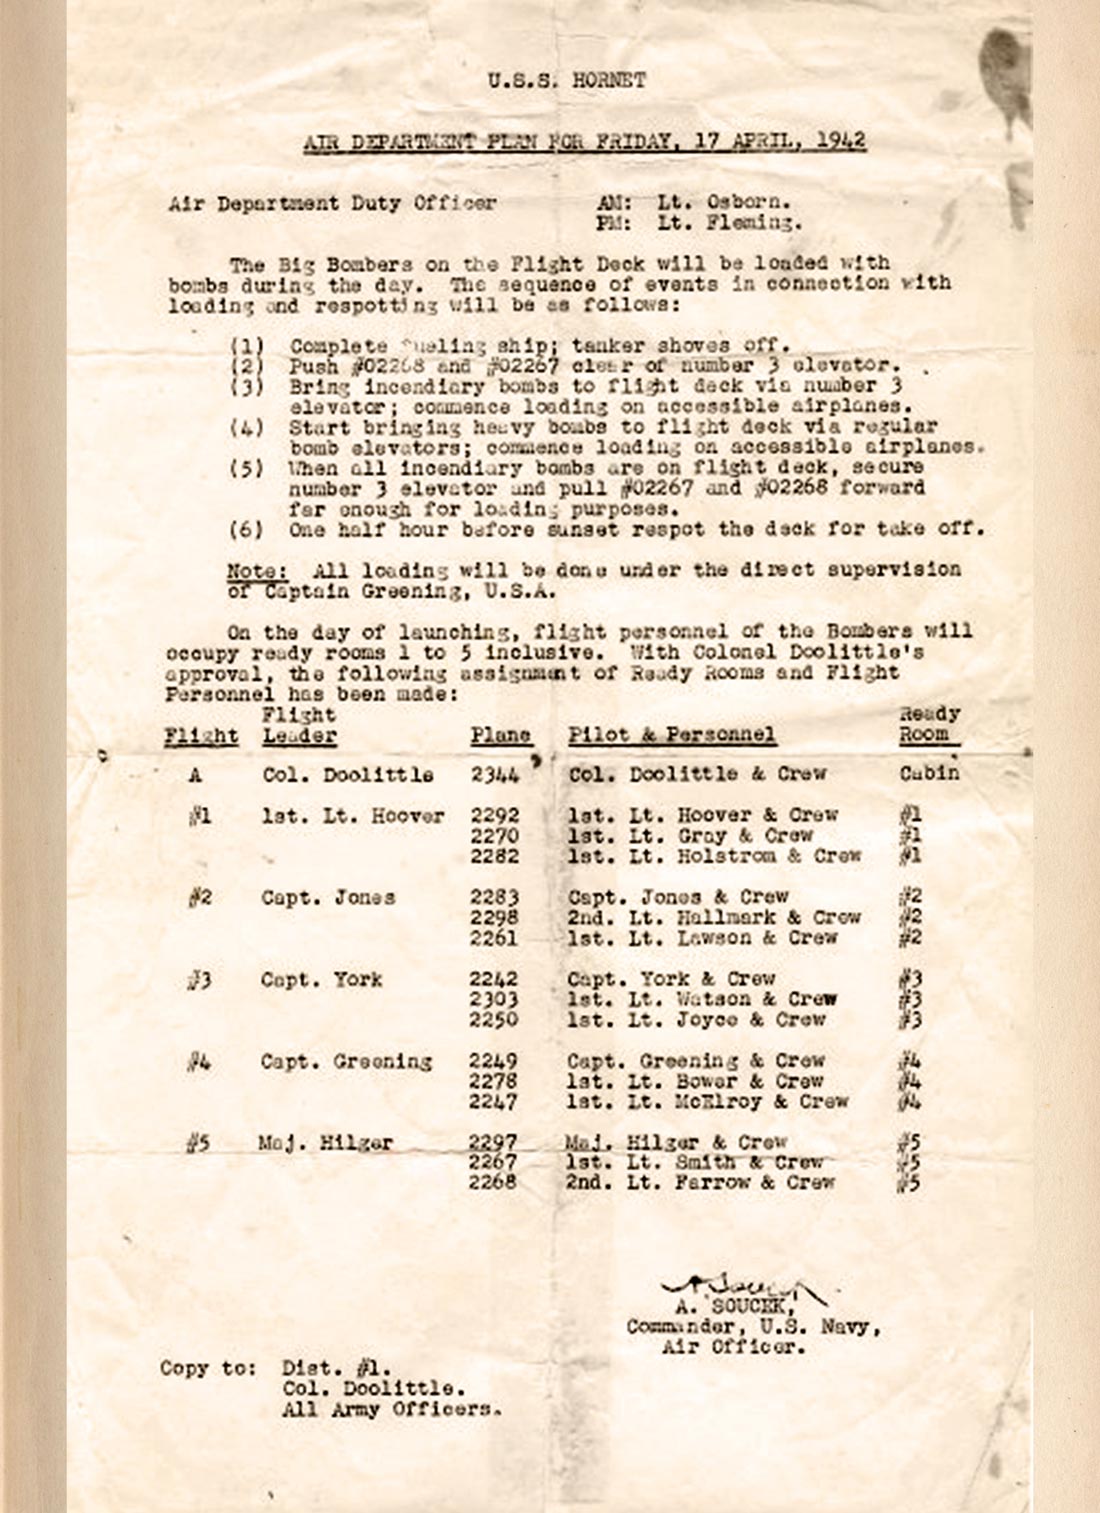 U.S.S. HORNET
AIR DEPARTMENT PLAN FOR FRIDAY, 17 APRIL, 1942
Air Department Duty Officer AM: Lt. Osborn.
PM: Lt. Fleming.
The Big Bombers on the Flight Deck will be loaded with
bombs during the day. The sequence of events in connection with
loading and respotting will be as follows:
(1) Complete fueling ship; tanker shoves off.
(2) Push #02268 and #02267 clear of number 3 elevator.
(3) Bring incendiary bombs to flight deck via number 3
elevator; commence loading on accessible airplanes.
(4) Start bringing heavy bombs to flight deck via regular
bomb elevators; commence loading on accessible airplanes.
(5) When all incendiary bombs are on flight deck, secure
number 3 elevator and pull #02267 and #02268 forward
far enough for loading purposes.
(6) One half hour before sunset respot the deck for take off.
Note: All loading will be done under the direct supervision
of Captain Greening, U.S.A.
On the day of launching, flight personnel of the Bombers will
occupy ready rooms 1 to 5 inclusive. With Colonel Doolittle's
approval, the following assignment of Ready Rooms and Flight
Personnel has been made:
Flight Ready
Flight Leader Plane Pilot & Personnel Room
A Col. Doolittle 2344 Col. Doolittle & Crew Cabin
#1 1st. Lt. Hoover 2292 1st. Lt. Hoover & Crew #1
2270 1st. Lt. Gray & Crew #1
2282 1st. Lt. Holstrom & Crew #1
#2 Capt. Jones 2283 Capt. Jones & Crew #2
2298 2nd. Lt. Hallmark & Crew #2
2261 1st. Lt. Lawson & Crew #2
#3 Capt. York 2242 Capt. York & Crew #3
2303 1st. Lt. Watson & Crew #3
2250 1st. Lt. Joyce & Crew #3
#4 Capt. Greening 2249 Capt. Greening & Crew #4
2278 1st. Lt. Bower & Crew #4
2247 1st. Lt. McElroy & Crew #4
#5 Maj. Hilger 2297 Maj. Hilger & Crew #5
2267 1st. Lt. Smith & Crew #5
2268 2nd. Lt. Farrow & Crew #5
A. Soucek
A. SOUCEK,
Commander, U.S. Navy,
Air Officer.
Copy to: Dist. #1.
Col. Doolittle.
All Army Officers.